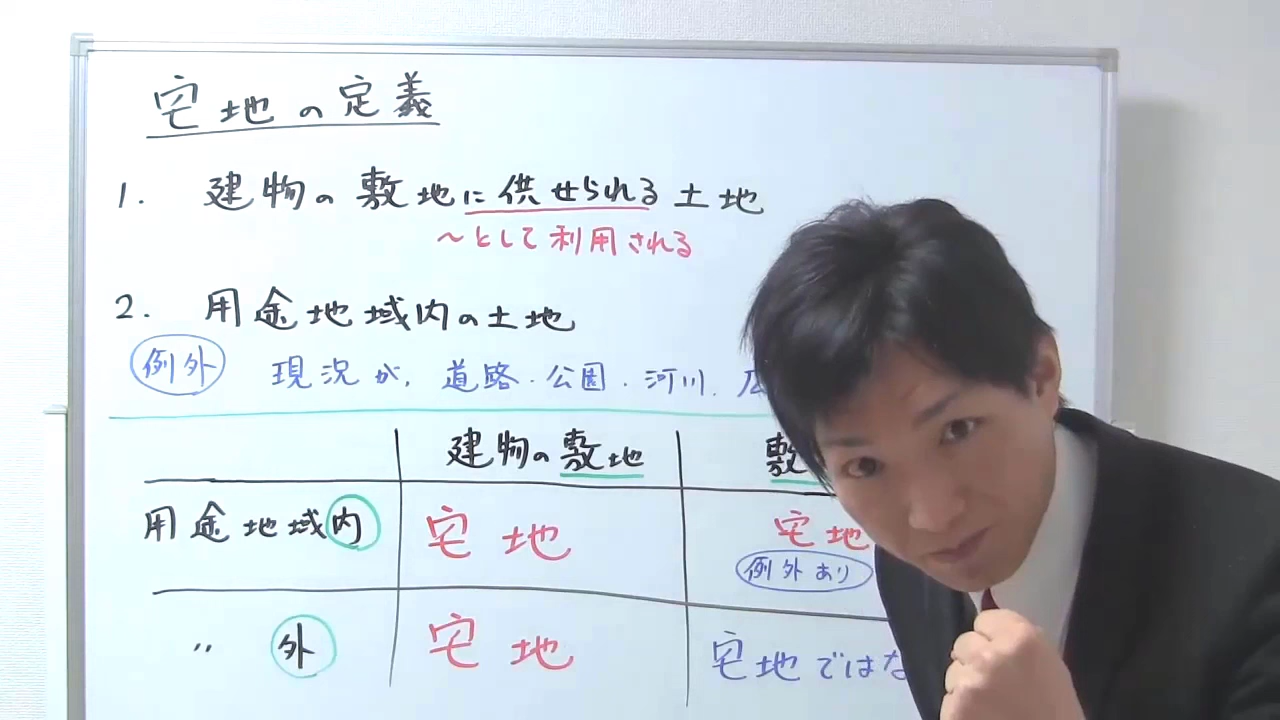 宅地の定義
1. 建物の敷地に供せられる土地
～として利用される
2. 用途地域内の土地
例外 現況が、道路・公園・河川、広
建物の敷地 敷
用途地域内 宅地 宅地
例外あり
〃 外 宅地 宅地ではな